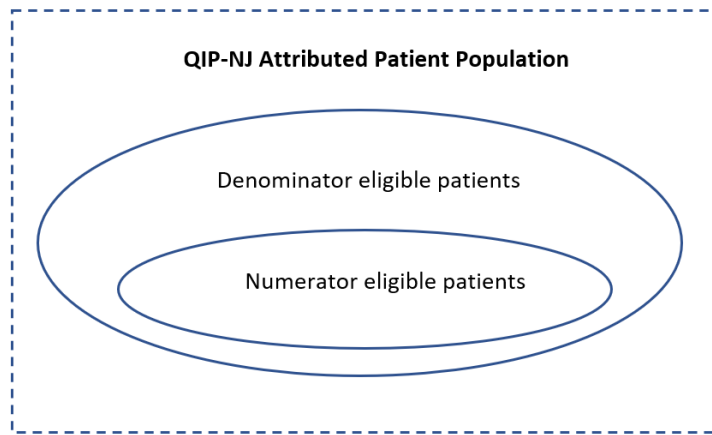 QIP-NJ Attributed Patient Population
Denominator eligible patients
Numerator eligible patients